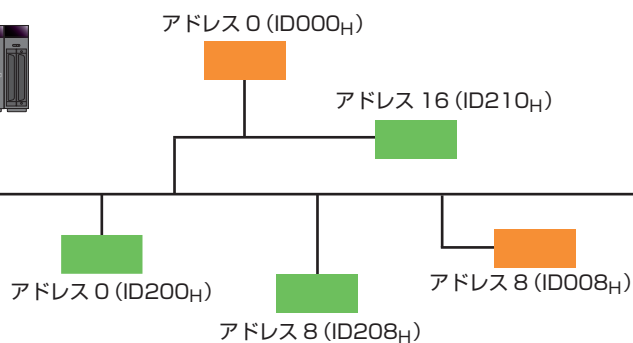 アドレス 0（ID000H）
アドレス 16（ID210H）
アドレス 0（ID200H）
アドレス 8（ID008H）
アドレス 8（ID208H）